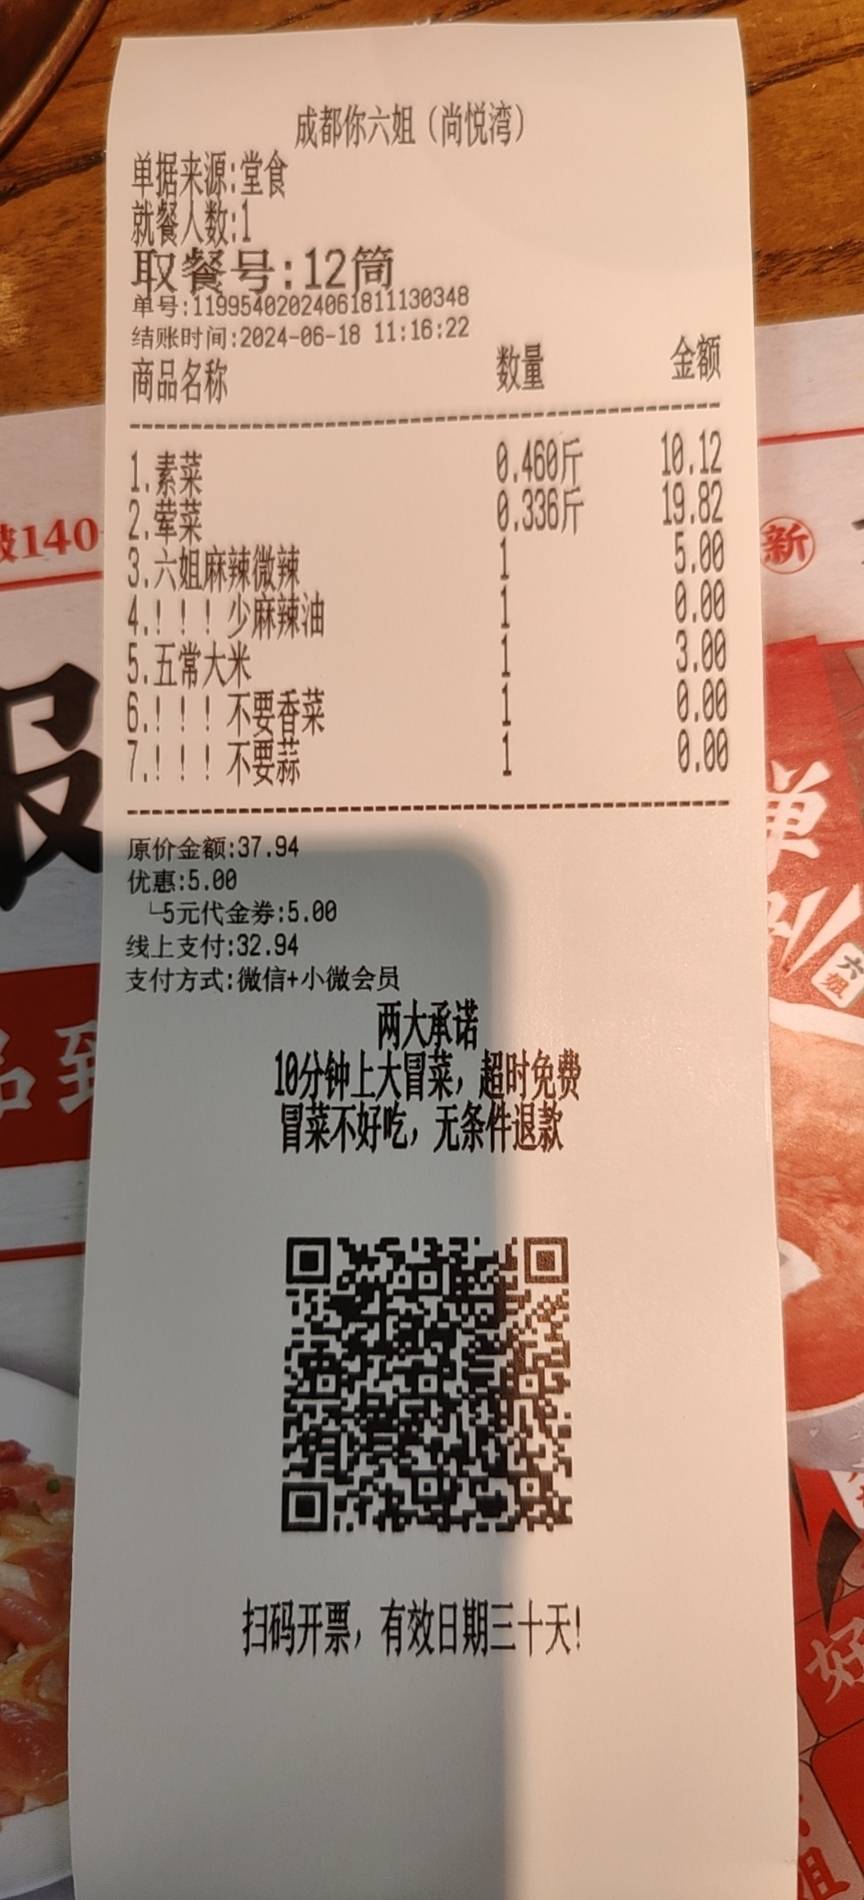 成都你六姐（尚悦湾）
单据来源:堂食
就餐人数:1
取餐号:12筒
单号:11995402024061811130348
结账时间:2024-06-18 11:16:22
商品名称 数量 金额
1.素菜 0.460斤 10.12
2.荤菜 0.336斤 19.82
3.六姐麻辣微辣 1 5.00
4.!!!少麻辣油 1 0.00
5.五常大米 1 3.00
6.!!!不要香菜 1 0.00
7.!!!不要蒜 1 0.00
原价金额:37.94
优惠:5.00
└5元代金券:5.00
线上支付:32.94
支付方式:微信+小微会员
两大承诺
10分钟上大冒菜，超时免费
冒菜不好吃，无条件退款
扫码开票，有效日期三十天!
140
新
单
六姐
好
姐